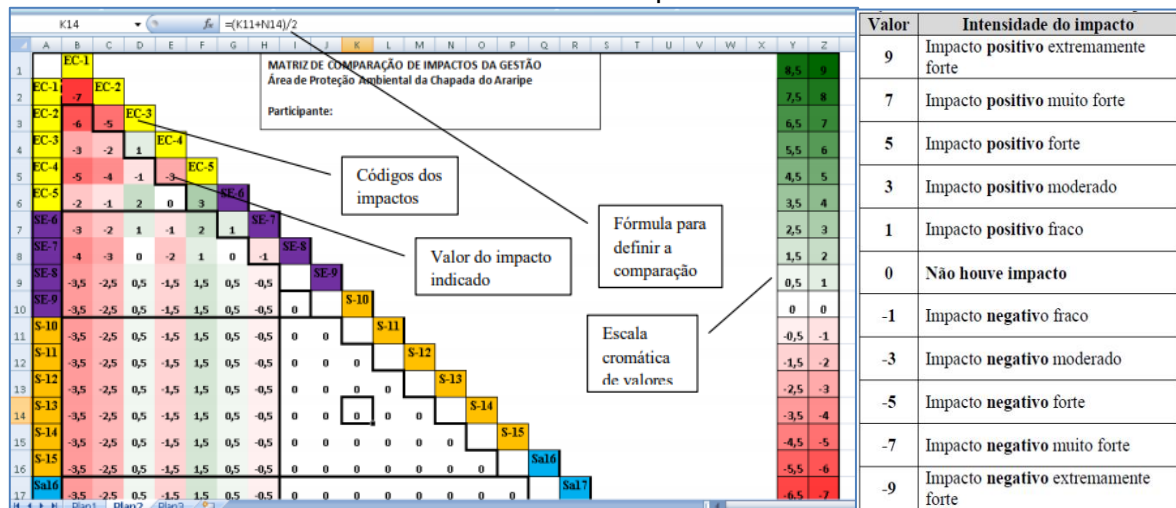 K14 fx =(K11+N14)/2
A B C D E F G H I J K L M N O P Q R S T U V W X Y Z
1 EC-1 MATRIZ DE COMPARAÇÃO DE IMPACTOS DA GESTÃO 8,5 9
Área de Proteção Ambiental da Chapada do Araripe
2 EC-1 -7 EC-2 7,5 8
Participante:
3 EC-2 -6 -5 EC-3 6,5 7
4 EC-3 -3 -2 1 EC-4 5,5 6
5 EC-4 -5 -4 -1 -3 EC-5 4,5 5
6 EC-5 -2 -1 2 0 3 SE-6 3,5 4
7 SE-6 -3 -2 1 -1 2 1 SE-7 2,5 3
8 SE-7 -4 -3 0 -2 1 0 -1 SE-8 1,5 2
9 SE-8 -3,5 -2,5 0,5 -1,5 1,5 0,5 -0,5 SE-9 0,5 1
10 SE-9 -3,5 -2,5 0,5 -1,5 1,5 0,5 -0,5 0 S-10 0 0
11 S-10 -3,5 -2,5 0,5 -1,5 1,5 0,5 -0,5 0 0 S-11 -0,5 -1
12 S-11 -3,5 -2,5 0,5 -1,5 1,5 0,5 -0,5 0 0 0 S-12 -1,5 -2
13 S-12 -3,5 -2,5 0,5 -1,5 1,5 0,5 -0,5 0 0 0 0 S-13 -2,5 -3
14 S-13 -3,5 -2,5 0,5 -1,5 1,5 0,5 -0,5 0 0 0 0 0 S-14 -3,5 -4
15 S-14 -3,5 -2,5 0,5 -1,5 1,5 0,5 -0,5 0 0 0 0 0 0 S-15 -4,5 -5
16 S-15 -3,5 -2,5 0,5 -1,5 1,5 0,5 -0,5 0 0 0 0 0 0 0 Sa16 -5,5 -6
17 Sa16 -3,5 -2,5 0,5 -1,5 1,5 0,5 -0,5 0 0 0 0 0 0 0 0 Sa17 -6,5 -7
Plan1 Plan2 Plan3
Códigos dos
impactos
Valor do impacto
indicado
Fórmula para
definir a
comparação
Escala
cromática
de valores
Valor Intensidade do impacto
9 Impacto positivo extremamente
forte
7 Impacto positivo muito forte
5 Impacto positivo forte
3 Impacto positivo moderado
1 Impacto positivo fraco
0 Não houve impacto
-1 Impacto negativo fraco
-3 Impacto negativo moderado
-5 Impacto negativo forte
-7 Impacto negativo muito forte
-9 Impacto negativo extremamente
forte